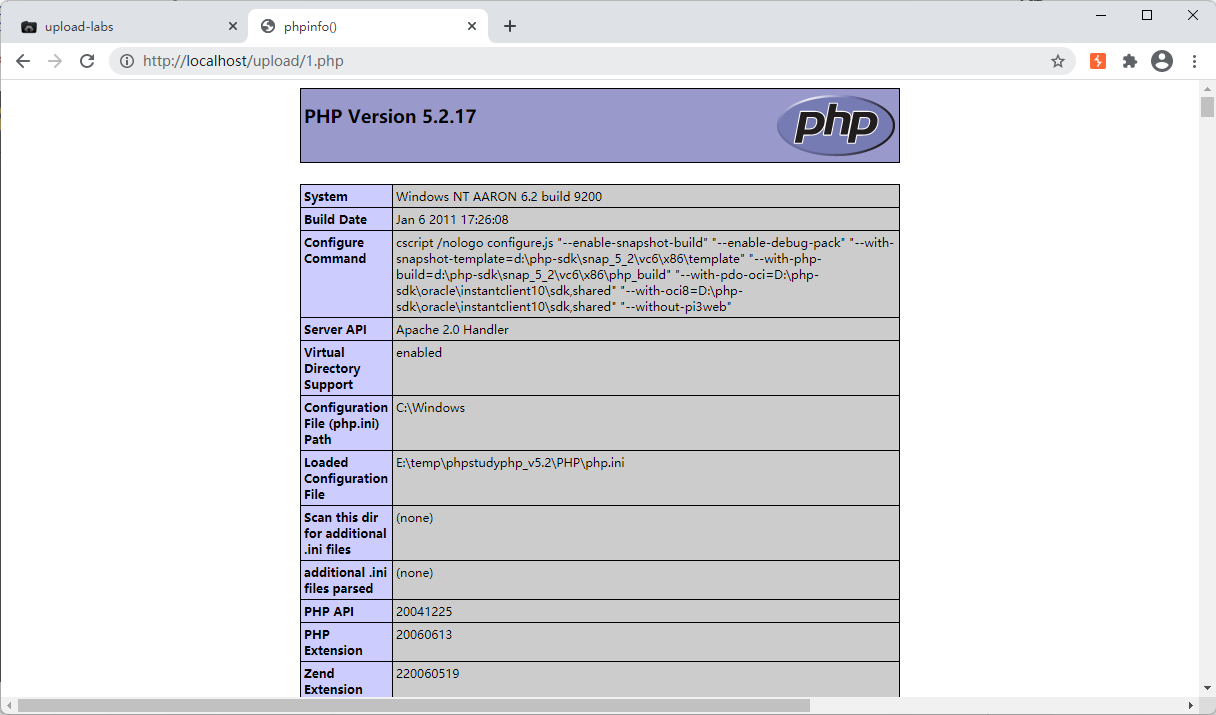 upload-labs
phpinfo()
http://localhost/upload/1.php
PHP Version 5.2.17
php
System
Windows NT AARON 6.2 build 9200
Build Date
Jan 6 2011 17:26:08
Configure
Command
cscript /nologo configure.js "--enable-snapshot-build" "--enable-debug-pack" "--with-
snapshot-template=d:\php-sdk\snap_5_2\vc6\x86\template" "--with-php-
build=d:\php-sdk\snap_5_2\vc6\x86\php_build" "--with-pdo-oci=D:\php-
sdk\oracle\instantclient10\sdk,shared" "--with-oci8=D:\php-
sdk\oracle\instantclient10\sdk,shared" "--without-pi3web"
Server API
Apache 2.0 Handler
Virtual
Directory
Support
enabled
Configuration
File (php.ini)
Path
C:\Windows
Loaded
Configuration
File
E:\temp\phpstudyphp_v5.2\PHP\php.ini
Scan this dir
for additional
.ini files
(none)
additional .ini
files parsed
(none)
PHP API
20041225
PHP
Extension
20060613
Zend
Extension
220060519